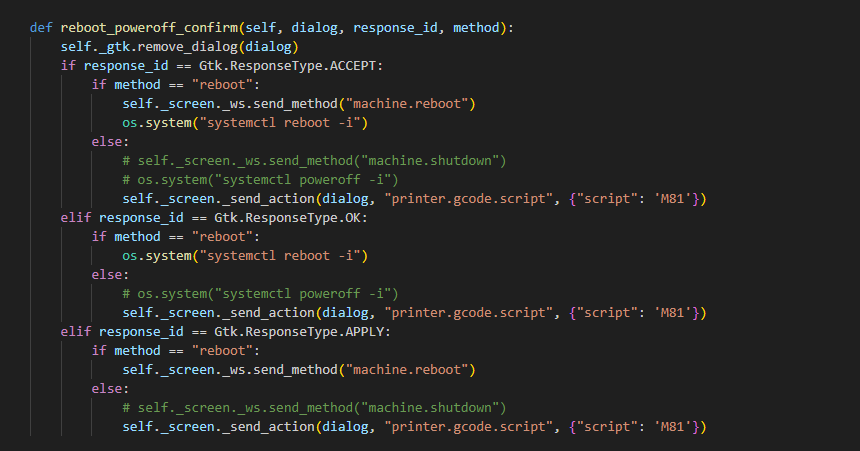 def reboot_poweroff_confirm(self, dialog, response_id, method):
    self._gtk.remove_dialog(dialog)
    if response_id == Gtk.ResponseType.ACCEPT:
        if method == "reboot":
            self._screen._ws.send_method("machine.reboot")
            os.system("systemctl reboot -i")
        else:
            # self._screen._ws.send_method("machine.shutdown")
            # os.system("systemctl poweroff -i")
            self._screen._send_action(dialog, "printer.gcode.script", {"script": 'M81'})
    elif response_id == Gtk.ResponseType.OK:
        if method == "reboot":
            os.system("systemctl reboot -i")
        else:
            # os.system("systemctl poweroff -i")
            self._screen._send_action(dialog, "printer.gcode.script", {"script": 'M81'})
    elif response_id == Gtk.ResponseType.APPLY:
        if method == "reboot":
            self._screen._ws.send_method("machine.reboot")
        else:
            # self._screen._ws.send_method("machine.shutdown")
            self._screen._send_action(dialog, "printer.gcode.script", {"script": 'M81'})